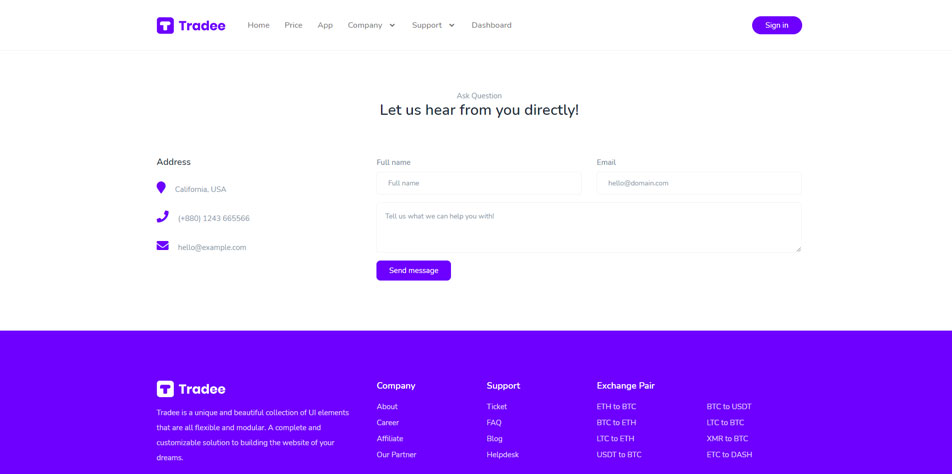 Tradee
Home Price App Company Support Dashboard
Sign in
Ask Question
Let us hear from you directly!
Address
California, USA
(+880) 1243 665566
hello@example.com
Full name
Full name
Email
hello@domain.com
Tell us what we can help you with!
Send message
Tradee
Tradee is a unique and beautiful collection of UI elements
that are all flexible and modular. A complete and
customizable solution to building the website of your
dreams.
Company
About
Career
Affiliate
Our Partner
Support
Ticket
FAQ
Blog
Helpdesk
Exchange Pair
ETH to BTC
BTC to ETH
LTC to ETH
USDT to BTC
BTC to USDT
LTC to BTC
XMR to BTC
ETC to DASH